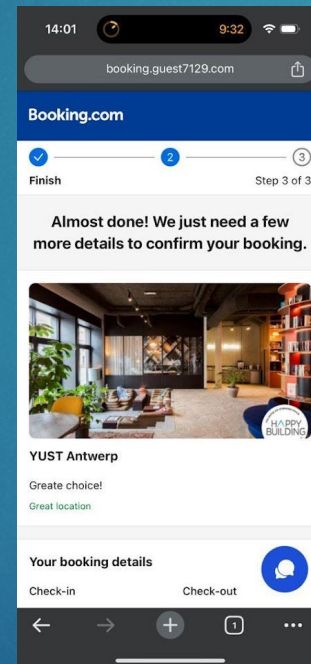 14:01
9:32
booking.guest7129.com
Booking.com
2
3
Finish
Step 3 of 3
Almost done! We just need a few
more details to confirm your booking.
HAPPY
BUILDING
YUST Antwerp
Greate choice!
Great location
Your booking details
Check-in
Check-out
1